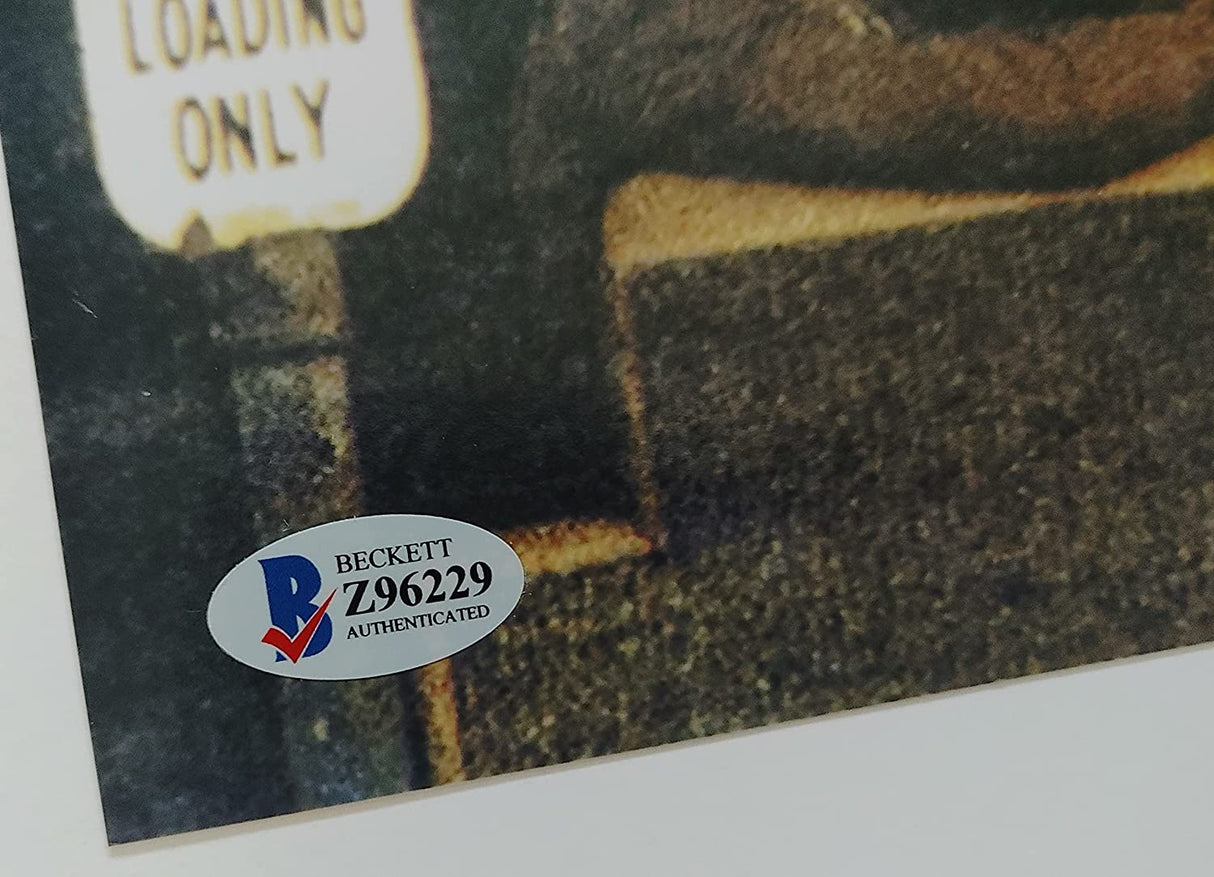 LOADING
ONLY
BECKETT
Z96229
AUTHENTICATED